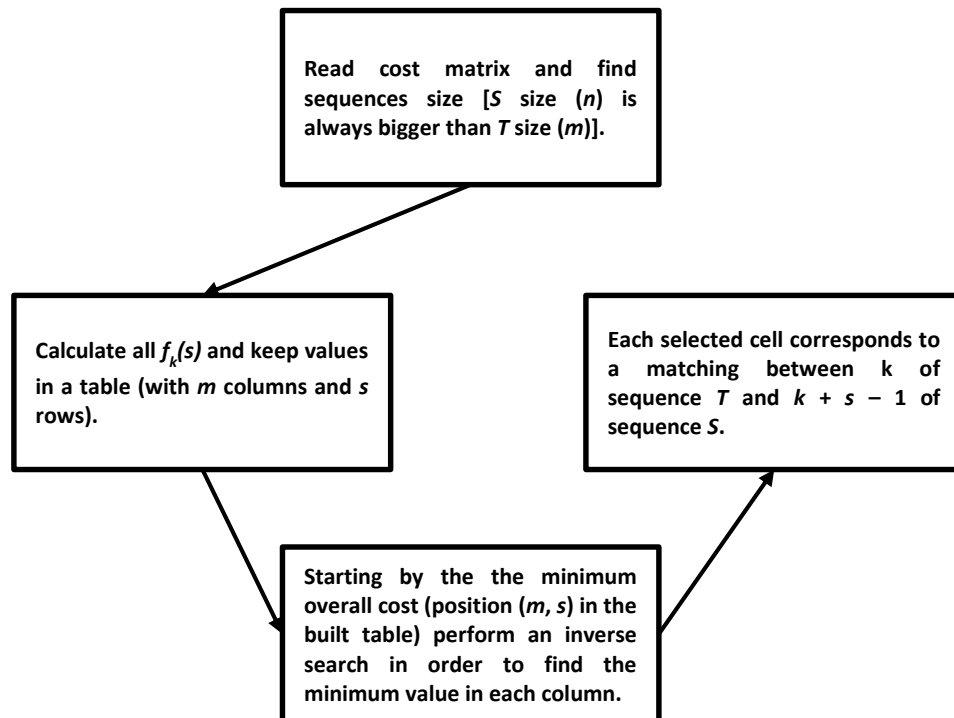 Read cost matrix and find
sequences size [S size (n) is
always bigger than T size (m)].
Calculate all fk(s) and keep values
in a table (with m columns and s
rows).
Starting by the the minimum
overall cost (position (m, s) in the
built table) perform an inverse
search in order to find the
minimum value in each column.
Each selected cell corresponds to
a matching between k of
sequence T and k + s – 1 of
sequence S.